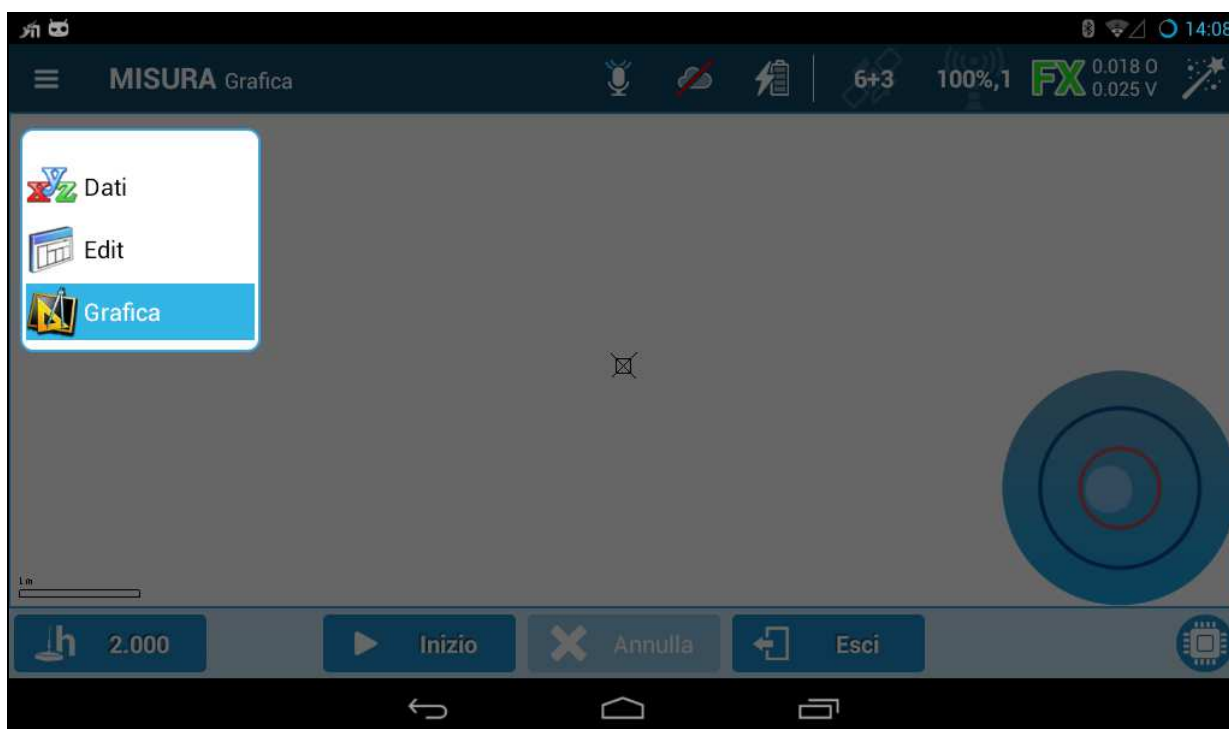 14:08
MISURA Grafica
6+3
100%,1
FX
0.018 O
0.025 V
x y z Dati
Edit
Grafica
1 m
h 2.000
Inizio
Annulla
Esci